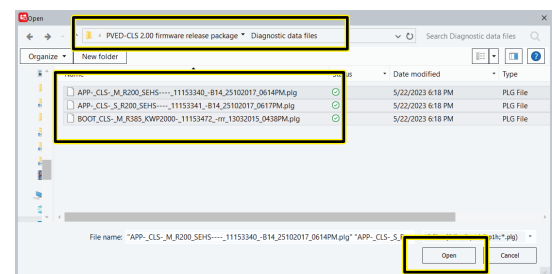 Open
PVED-CLS 2.00 firmware release package Diagnostic data files
Search Diagnostic data files
Organize New folder
Name Status Date modified Type
APP-_CLS-_M_R200_SEHS----_11153340_-B14_25102017_0614PM.plg 5/22/2023 6:18 PM PLG File
APP-_CLS-_S_R200_SEHS----_11153341_-B14_25102017_0617PM.plg 5/22/2023 6:18 PM PLG File
BOOT_CLS-_M_R385_KWP2000-_11153472_-rrr_13032015_0438PM.plg 5/22/2023 6:18 PM PLG File
File name: "APP-_CLS-_M_R200_SEHS----_11153340_-B14_25102017_0614PM.plg" "APP-_CLS-_S_R
Open Cancel